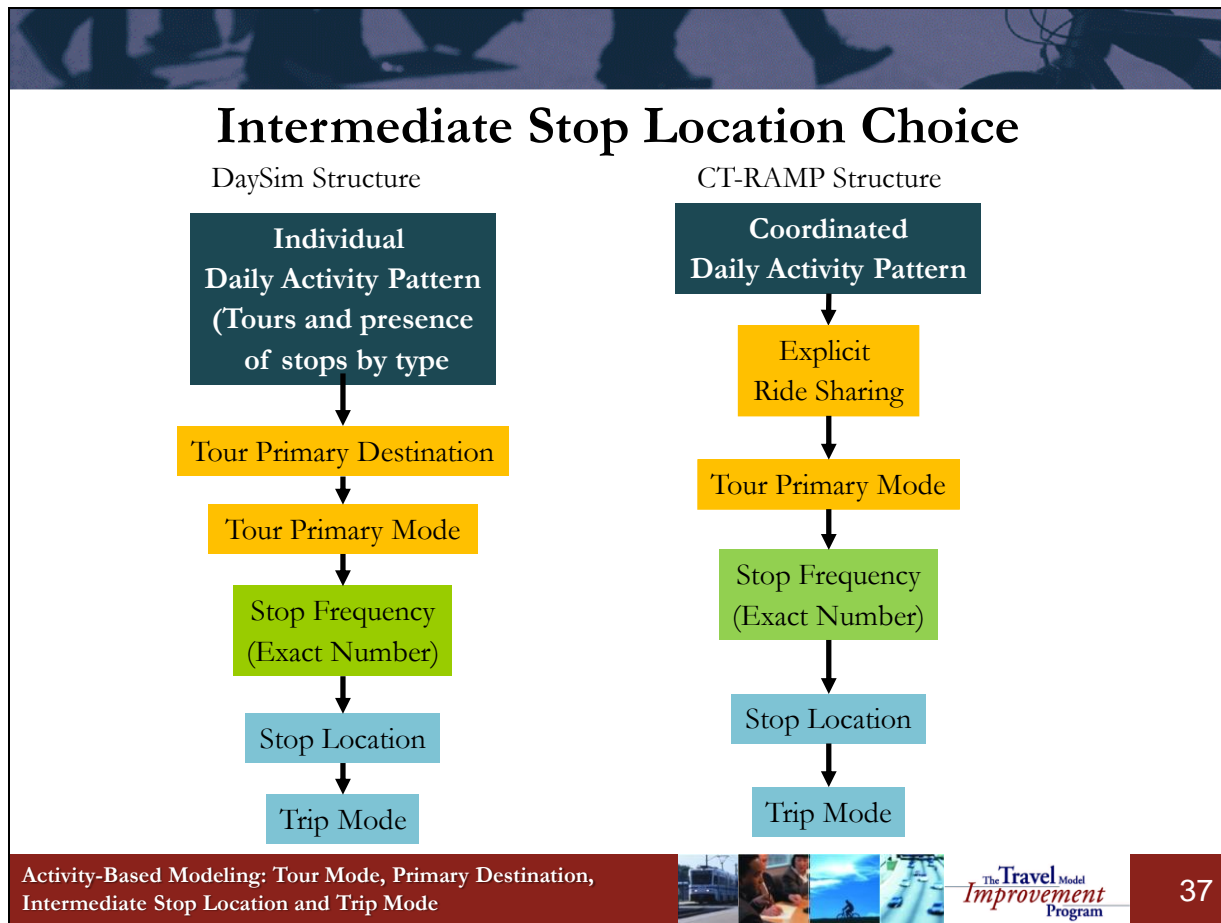 Intermediate Stop Location Choice
DaySim Structure
Individual
Daily Activity Pattern
(Tours and presence
of stops by type
Tour Primary Destination
Tour Primary Mode
Stop Frequency
(Exact Number)
Stop Location
Trip Mode
CT-RAMP Structure
Coordinated
Daily Activity Pattern
Explicit
Ride Sharing
Tour Primary Mode
Stop Frequency
(Exact Number)
Stop Location
Trip Mode
Activity-Based Modeling: Tour Mode, Primary Destination,
Intermediate Stop Location and Trip Mode
The Travel Model
Improvement
Program
37